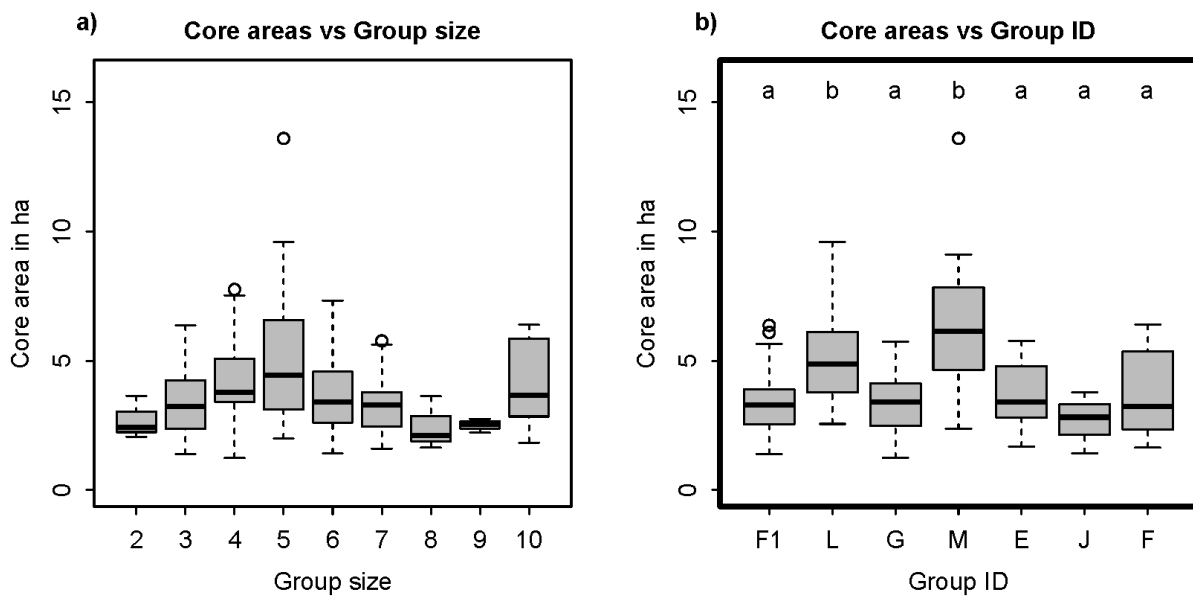 a)
Core areas vs Group size
Core area in ha
15
10
5
0
2 3 4 5 6 7 8 9 10
Group size
b)
Core areas vs Group ID
a b a b a a a
Core area in ha
15
10
5
0
F1 L G M E J F
Group ID